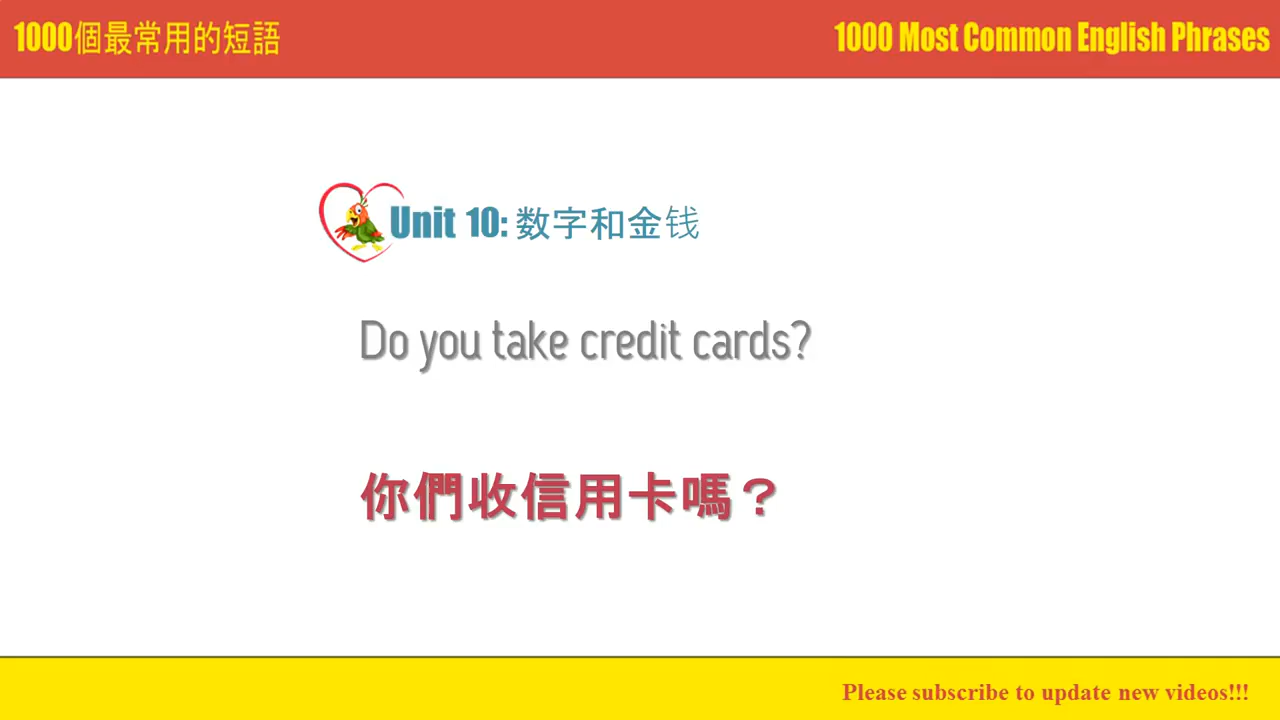 1000個最常用的短語
1000 Most Common English Phrases
Unit 10: 数字和金钱
Do you take credit cards?
你們收信用卡嗎？
Please subscribe to update new videos!!!